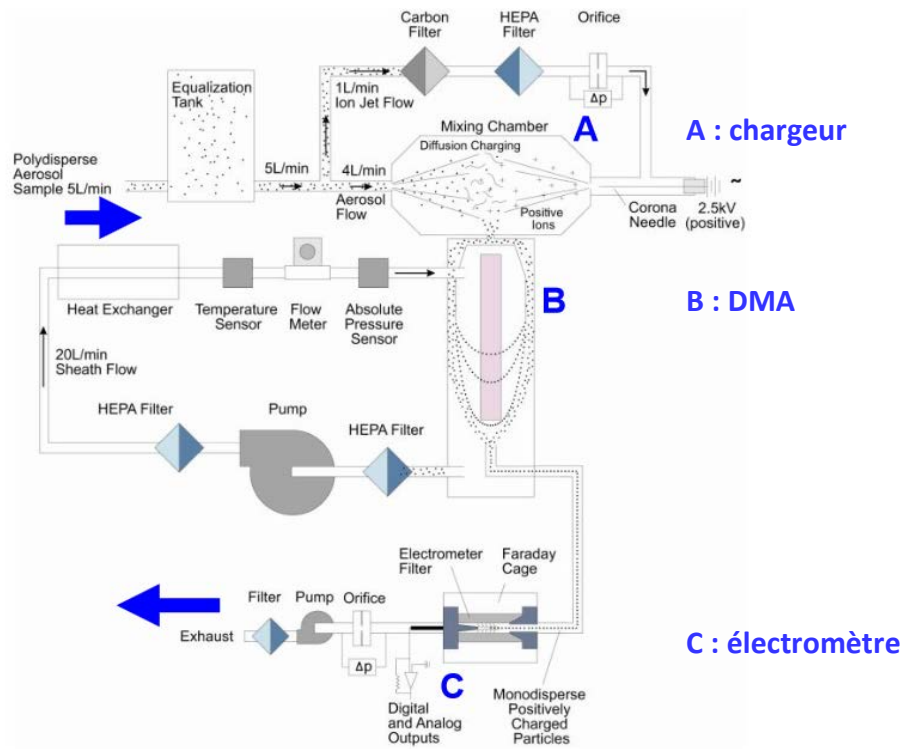 Carbon
Filter
HEPA
Filter
Orifice
Equalization
Tank
1L/min
Ion Jet Flow
Δp
A
Mixing Chamber
A : chargeur
Diffusion Charging
Polydisperse
Aerosol
Sample 5L/min
5L/min
4L/min
Aerosol
Flow
Positive
Ions
Corona
Needle
~
2.5kV
(positive)
Heat Exchanger
Temperature
Sensor
Flow
Meter
Absolute
Pressure
Sensor
B
B : DMA
20L/min
Sheath Flow
HEPA Filter
Pump
HEPA Filter
Electrometer
Filter
Faraday
Cage
Filter
Pump
Orifice
Exhaust
Δp
C
C : électromètre
Digital
and Analog
Outputs
Monodisperse
Positively
Charged
Particles